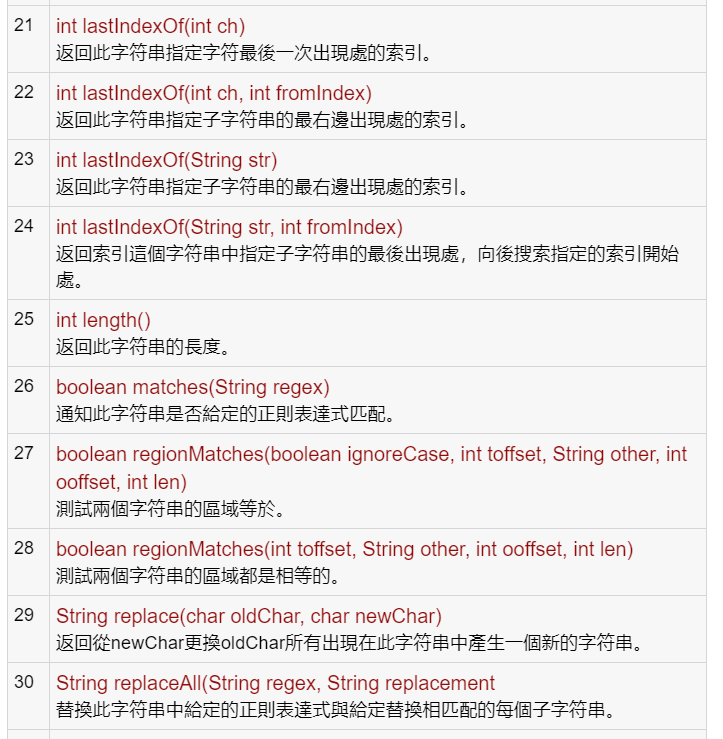 21
int lastIndexOf(int ch)
返回此字符串指定字符最後一次出現處的索引。
22
int lastIndexOf(int ch, int fromIndex)
返回此字符串指定子字符串的最右邊出現處的索引。
23
int lastIndexOf(String str)
返回此字符串指定子字符串的最右邊出現處的索引。
24
int lastIndexOf(String str, int fromIndex)
返回索引這個字符串中指定子字符串的最後出現處，向後搜索指定的索引開始
處。
25
int length()
返回此字符串的長度。
26
boolean matches(String regex)
通知此字符串是否給定的正則表達式匹配。
27
boolean regionMatches(boolean ignoreCase, int toffset, String other, int
ooffset, int len)
測試兩個字符串的區域等於。
28
boolean regionMatches(int toffset, String other, int ooffset, int len)
測試兩個字符串的區域都是相等的。
29
String replace(char oldChar, char newChar)
返回從newChar更換oldChar所有出現在此字符串中產生一個新的字符串。
30
String replaceAll(String regex, String replacement
替換此字符串中給定的正則表達式與給定替換相匹配的每個子字符串。